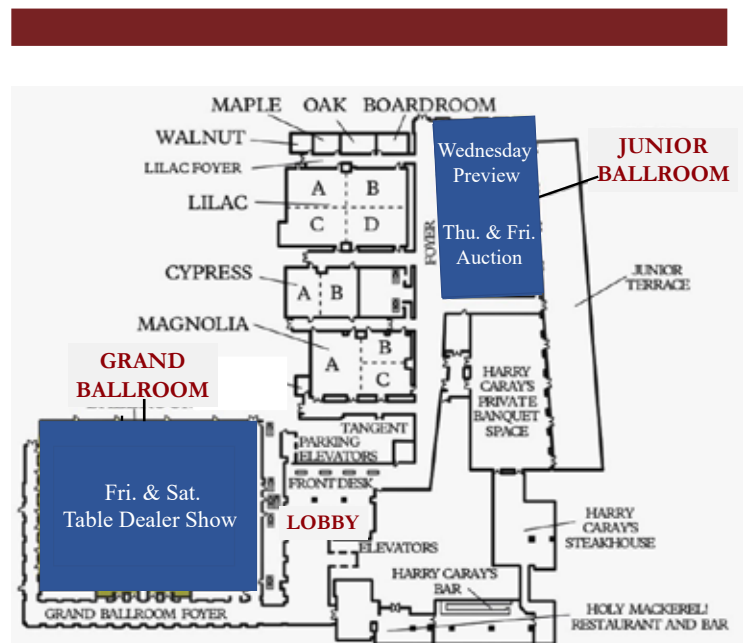 MAPLE OAK BOARDROOM
WALNUT
LILAC FOYER
A B
LILAC
C D
CYPRESS
A B
MAGNOLIA
B
A
C
Wednesday
Preview
Thu. & Fri.
Auction
FOYER
JUNIOR
BALLROOM
JUNIOR
TERRACE
GRAND
BALLROOM
HARRY
CARAY'S
PRIVATE
BANQUET
SPACE
TANGENT
PARKING
ELEVATORS
FRONT DESK
Fri. & Sat.
Table Dealer Show
LOBBY
ELEVATORS
HARRY
CARAY'S
STEAKHOUSE
HARRY CARAY'S
BAR
GRAND BALLROOM FOYER
HOLY MACKEREL!
RESTAURANT AND BAR